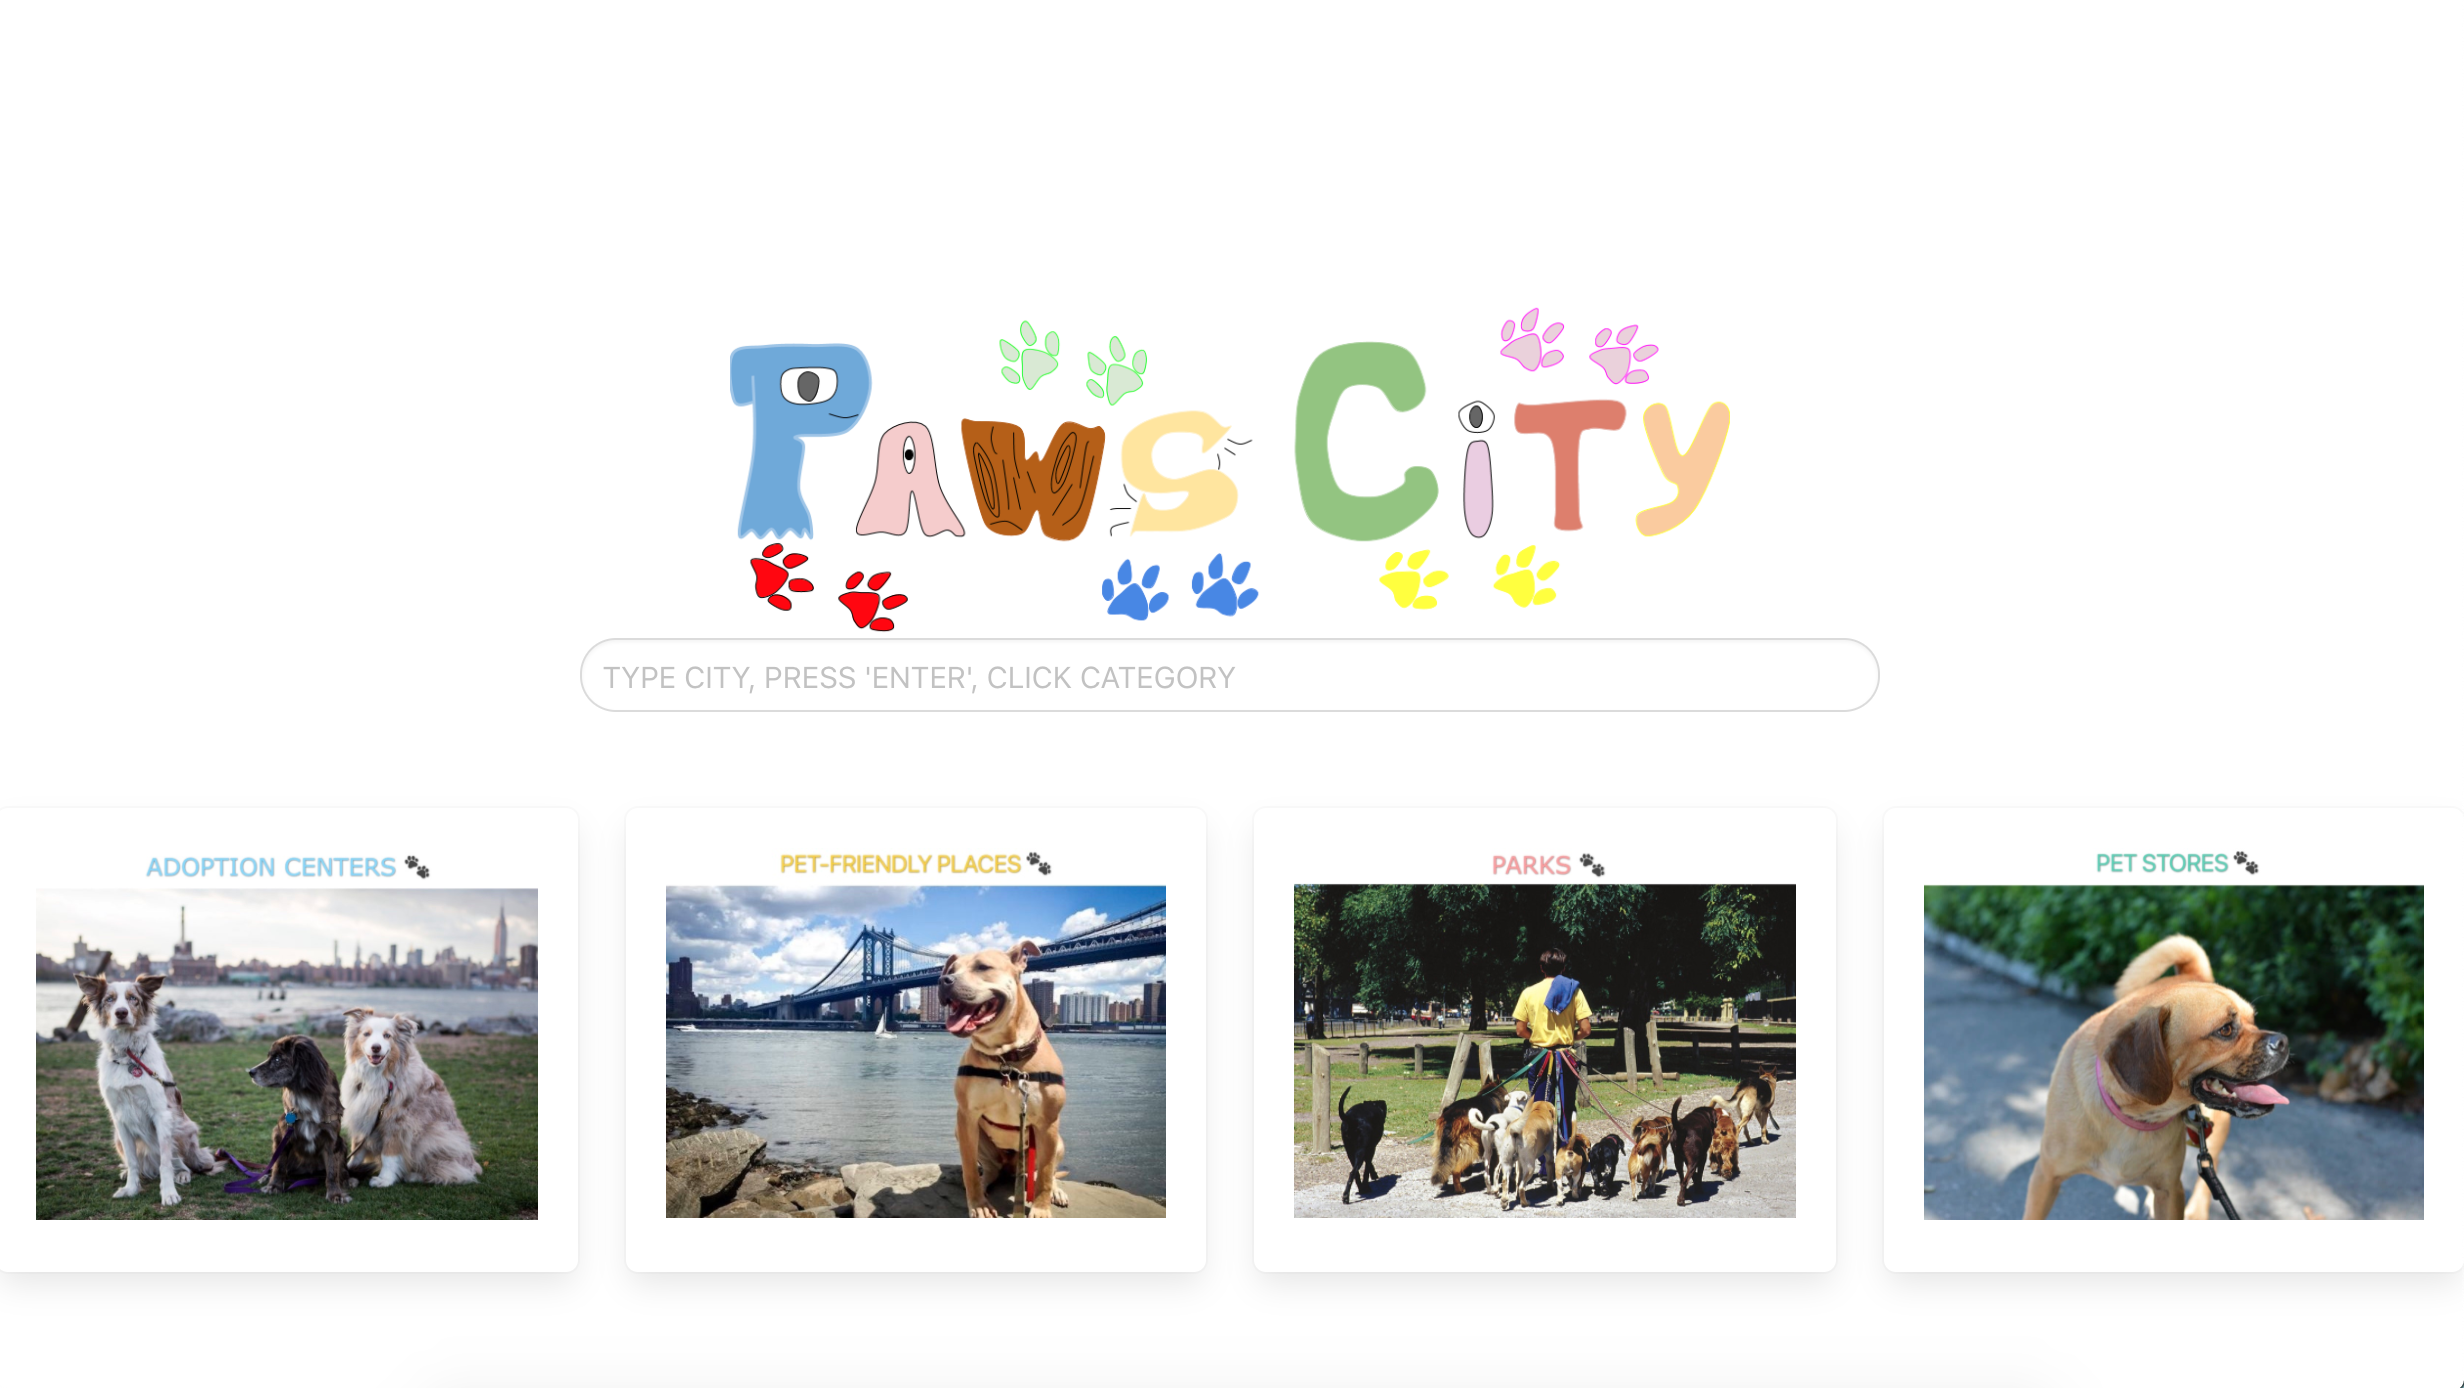 Paws City
TYPE CITY, PRESS 'ENTER', CLICK CATEGORY
ADOPTION CENTERS
PET-FRIENDLY PLACES
PARKS
PET STORES